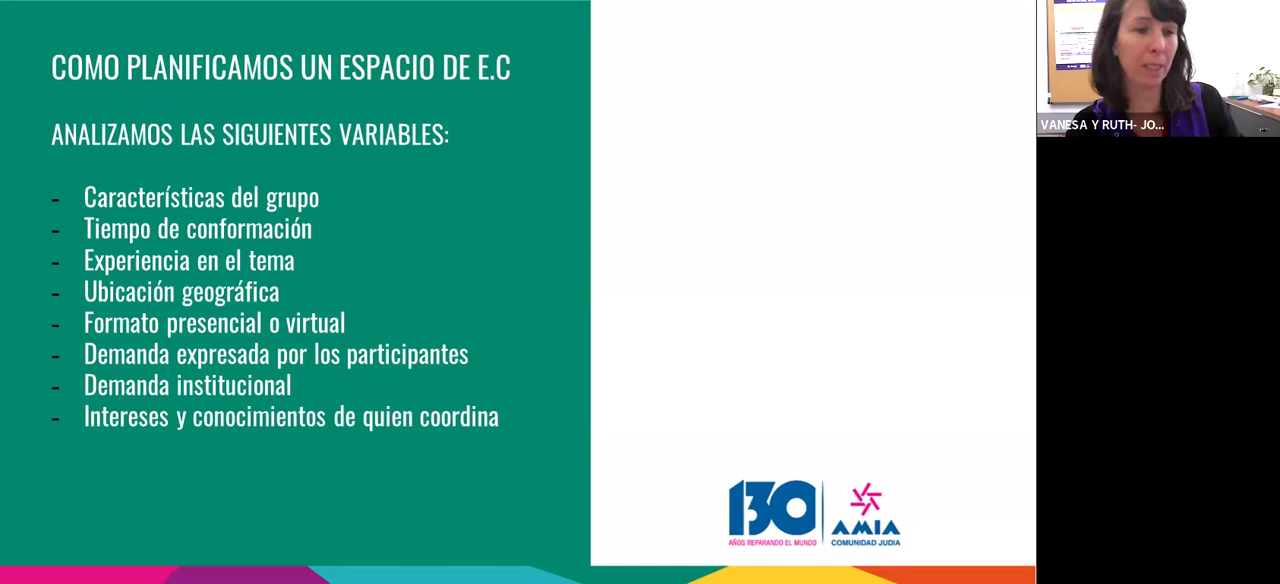 COMO PLANIFICAMOS UN ESPACIO DE E.C
ANALIZAMOS LAS SIGUIENTES VARIABLES:
- Características del grupo
- Tiempo de conformación
- Experiencia en el tema
- Ubicación geográfica
- Formato presencial o virtual
- Demanda expresada por los participantes
- Demanda institucional
- Intereses y conocimientos de quien coordina
130
AÑOS REPARANDO EL MUNDO
AMIA
COMUNIDAD JUDIA
VANESA Y RUTH- JO...